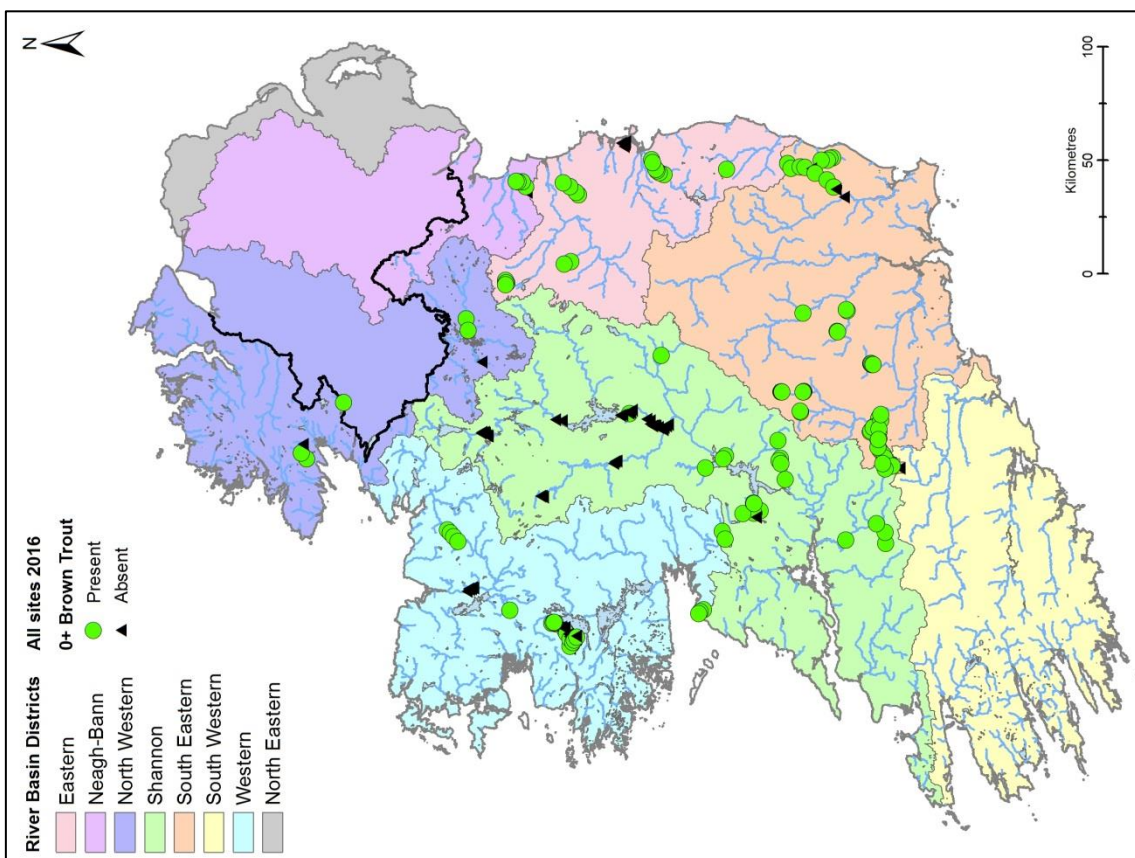 River Basin Districts
Eastern
Neagh-Bann
North Western
Shannon
South Eastern
South Western
Western
North Eastern
All sites 2016
0+ Brown Trout
Present
Absent
N
0 50 100
Kilometres